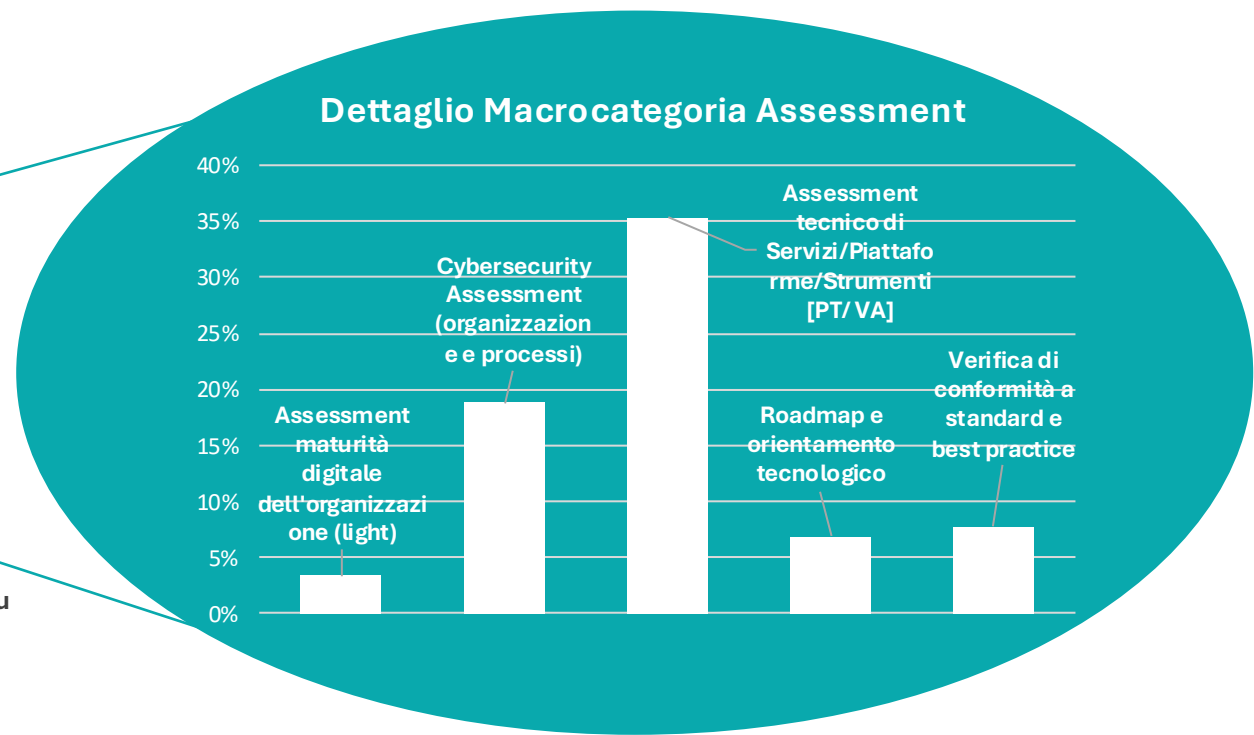 Dettaglio Macrocategoria Assessment
40%
35%
30%
25%
20%
15%
10%
5%
0%
Assessment
maturità
digitale
dell'organizzazi
one (light)
Cybersecurity
Assessment
(organizzazion
e e processi)
Assessment
tecnico di
Servizi/Piattafo
rme/Strumenti
[PT/ VA]
Roadmap e
orientamento
tecnologico
Verifica di
conformità a
standard e
best practice
u